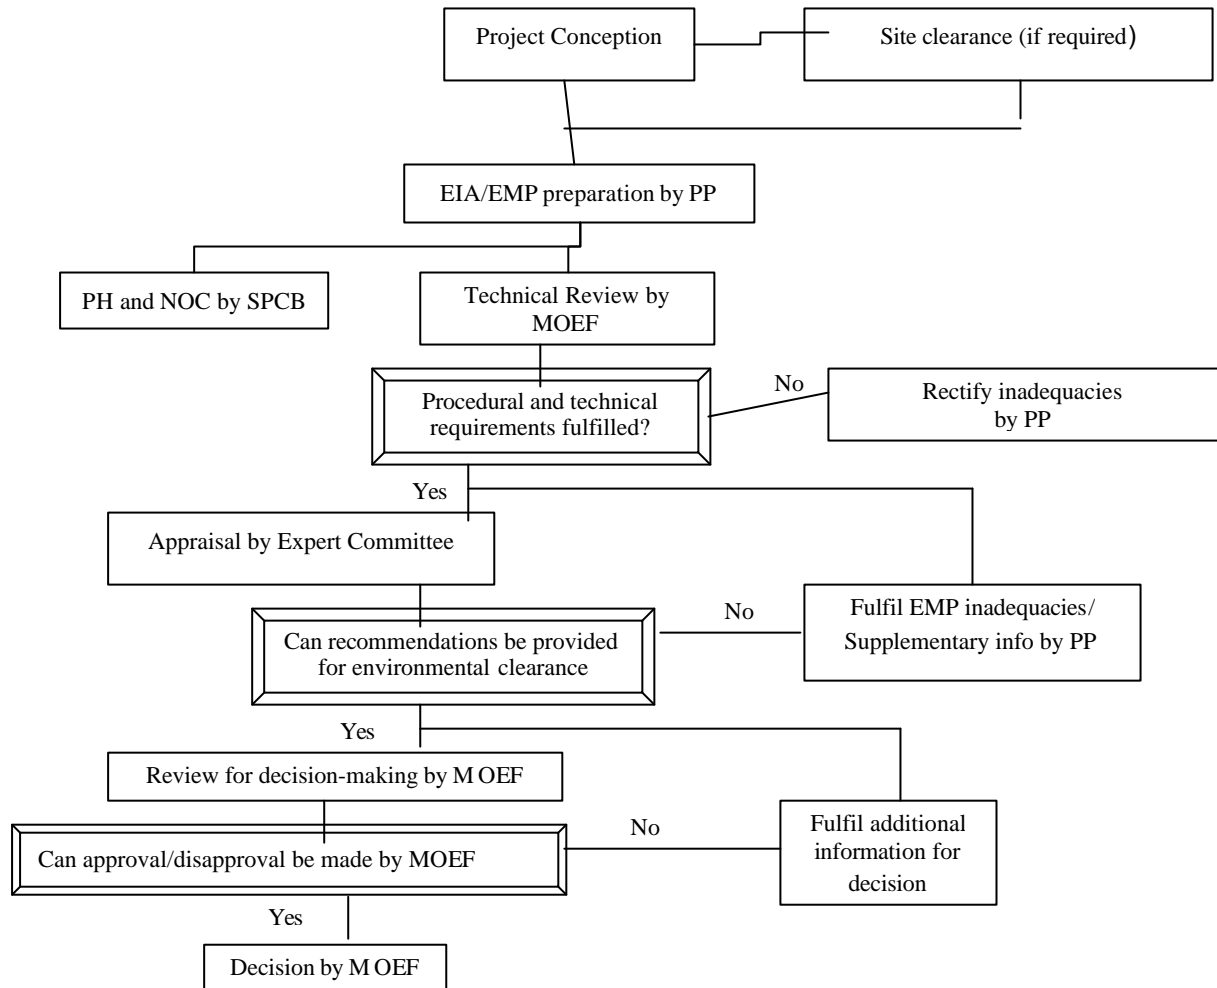 Project Conception
Site clearance (if required)
EIA/EMP preparation by PP
PH and NOC by SPCB
Technical Review by
MOEF
Procedural and technical
requirements fulfilled?
No
Rectify inadequacies
by PP
Yes
Appraisal by Expert Committee
Can recommendations be provided
for environmental clearance
No
Fulfil EMP inadequacies/
Supplementary info by PP
Yes
Review for decision-making by M OEF
Can approval/disapproval be made by MOEF
No
Fulfil additional
information for
decision
Yes
Decision by M OEF